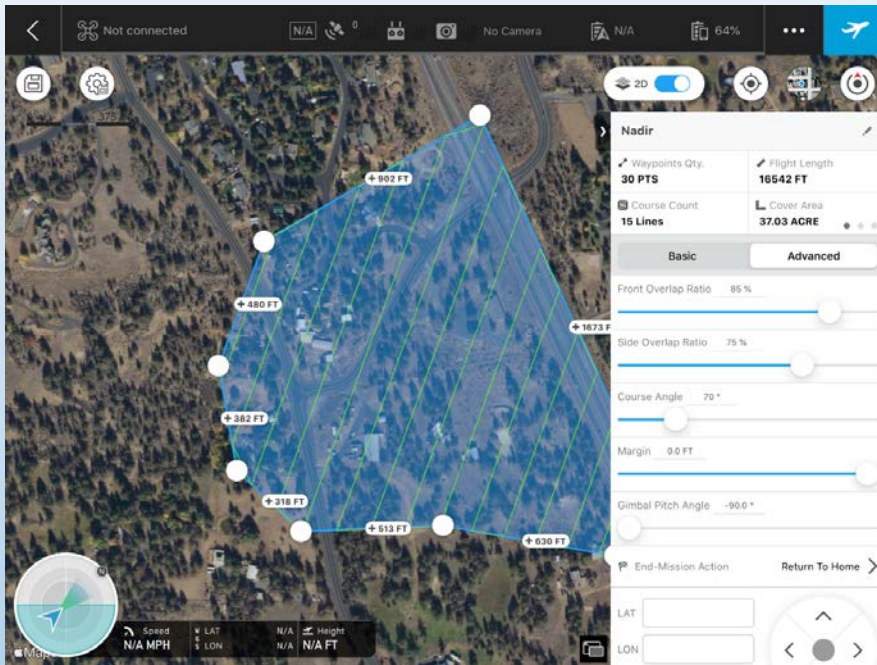 Not connected
N/A
0
No Camera
N/A
64%
375
2D
Nadir
Waypoints Qty.
30 PTS
Flight Length
16542 FT
Course Count
15 Lines
Cover Area
37.03 ACRE
Basic
Advanced
Front Overlap Ratio 85 %
Side Overlap Ratio 75 %
Course Angle 70 °
Margin 0.0 FT
Gimbal Pitch Angle -90.0 °
End-Mission Action Return To Home
LAT
LON
+ 902 FT
+ 480 FT
+ 1673 F
+ 382 FT
+ 318 FT
+ 513 FT
+ 630 FT
N
Speed
N/A MPH
W
G
S
LAT N/A
LON N/A
Height
N/A FT
Maps